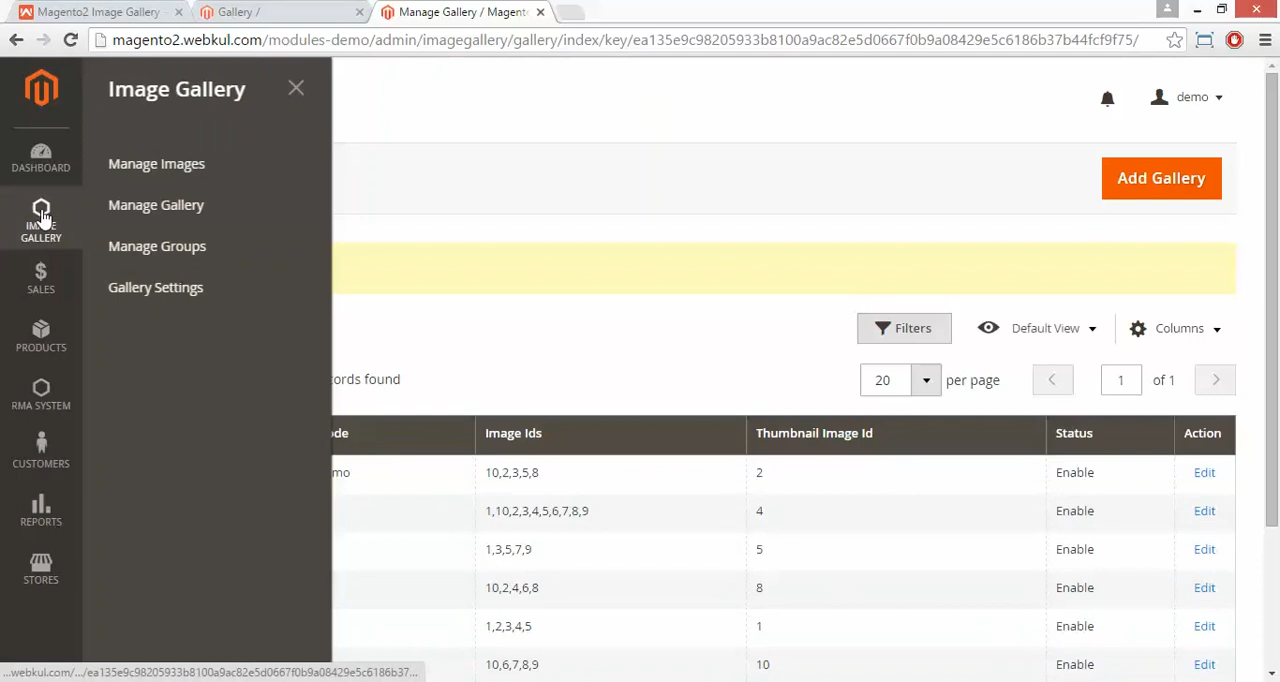 Magento2 Image Gallery
Gallery /
Manage Gallery / Magent
magento2.webkul.com/modules-demo/admin/imagegallery/gallery/index/key/ea135e9c98205933b8100a9ac82e5d0667f0b9a08429e5c6186b37b44fcf9f75/
Image Gallery
demo
DASHBOARD
Manage Images
Add Gallery
GALLERY
Manage Gallery
Manage Groups
SALES
Gallery Settings
PRODUCTS
Filters
Default View
Columns
ords found
20
per page
1
of 1
RMA SYSTEM
de
Image Ids
Thumbnail Image Id
Status
Action
CUSTOMERS
mo
10,2,3,5,8
2
Enable
Edit
REPORTS
1,10,2,3,4,5,6,7,8,9
4
Enable
Edit
1,3,5,7,9
5
Enable
Edit
STORES
10,2,4,6,8
8
Enable
Edit
1,2,3,4,5
1
Enable
Edit
10,6,7,8,9
10
Enable
Edit
...webkul.com/.../ea135e9c98205933b8100a9ac82e5d0667f0b9a08429e5c6186b37...